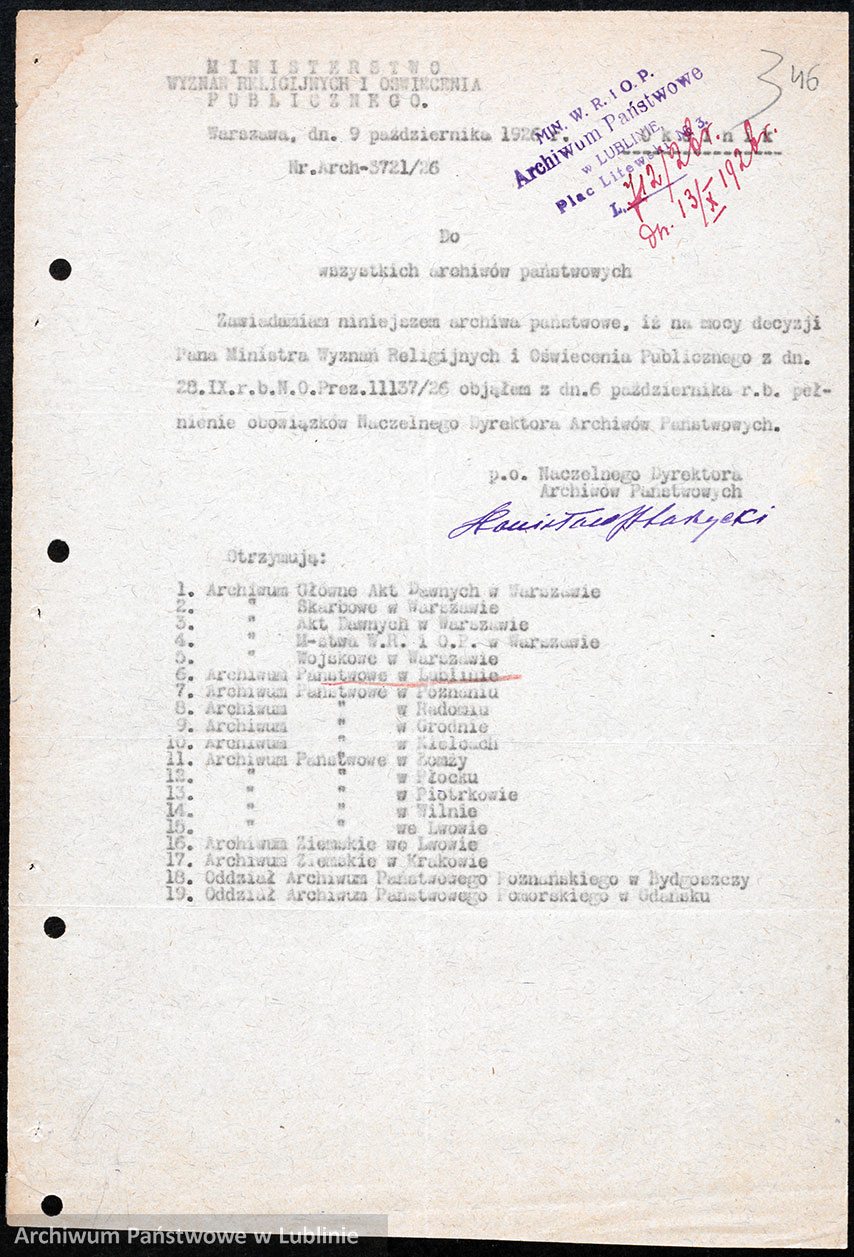 MINISTERSTWO
WYZNAŃ RELIGIJNYCH I OŚWIECENIA
PUBLICZNEGO.
Warszawa, dn. 9 października 1926 r.
Nr.Arch-3721/26
46
MIN. W. R. i O. P.
Archiwum Państwowe
w LUBLINIE
Plac Litewski № 3.
L. 712/26r.
dn. 13/X 1926r.
Okólnik
Do
wszystkich archiwów państwowych
Zawiadamiam niniejszem archiwa państwowe, iż na mocy decyzji
Pana Ministra Wyznań Religijnych i Oświecenia Publicznego z dn.
28.IX.r.b.N.O.Prez.11137/26 objąłem z dn.6 października r.b. peł-
nienie obowiązków Naczelnego Dyrektora Archiwów Państwowych.
p.o. Naczelnego Dyrektora
Archiwów Państwowych
Otrzymują:
1. Archiwum Główne Akt Dawnych w Warszawie
2. " Skarbowe w Warszawie
3. " Akt Dawnych w Warszawie
4. " M-stwa W.R. i O.P. w Warszawie
5. " Wojskowe w Warszawie
6. Archiwum Państwowe w Lublinie
7. Archiwum Państwowe w Poznaniu
8. Archiwum " w Radomiu
9. Archiwum " w Grodnie
10. Archiwum " w Kielcach
11. Archiwum Państwowe w Łomży
12. " " w Płocku
13. " " w Piotrkowie
14. " " w Wilnie
15. " " we Lwowie
16. Archiwum Ziemskie we Lwowie
17. Archiwum Ziemskie w Krakowie
18. Oddział Archiwum Państwowego Poznańskiego w Bydgoszczy
19. Oddział Archiwum Państwowego Pomorskiego w Gdańsku
Archiwum Państwowe w Lublinie